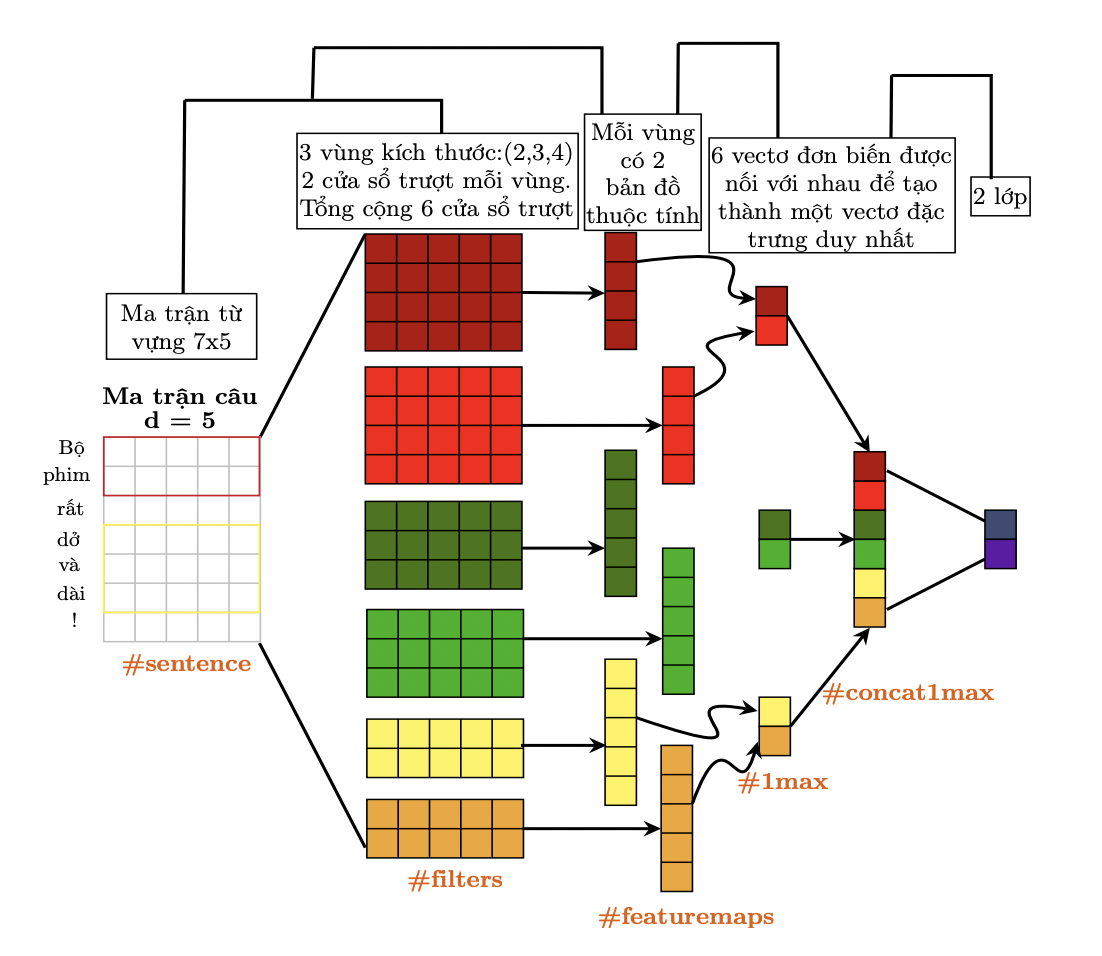 3 vùng kích thước:(2,3,4)
2 cửa sổ trượt mỗi vùng.
Tổng cộng 6 cửa sổ trượt
Mỗi vùng
có 2
bản đồ
thuộc tính
6 vectơ đơn biến được
nối với nhau để tạo
thành một vectơ đặc
trưng duy nhất
2 lớp
Ma trận từ
vựng 7x5
Ma trận câu
d = 5
Bộ
phim
rất
dở
và
dài
!
#sentence
#filters
#featuremaps
#1max
#concat1max